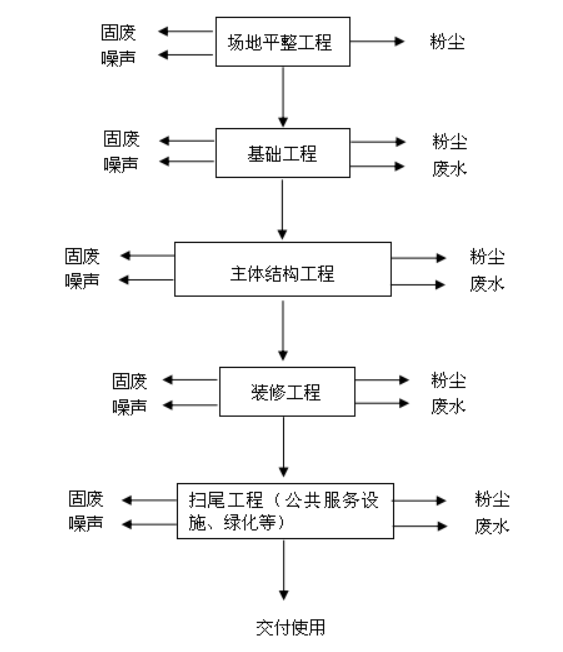 固废
场地平整工程
粉尘
噪声
固废
基础工程
粉尘
噪声
废水
固废
主体结构工程
粉尘
噪声
废水
固废
装修工程
粉尘
噪声
废水
固废
扫尾工程（公共服务设
粉尘
噪声
施、绿化等）
废水
交付使用